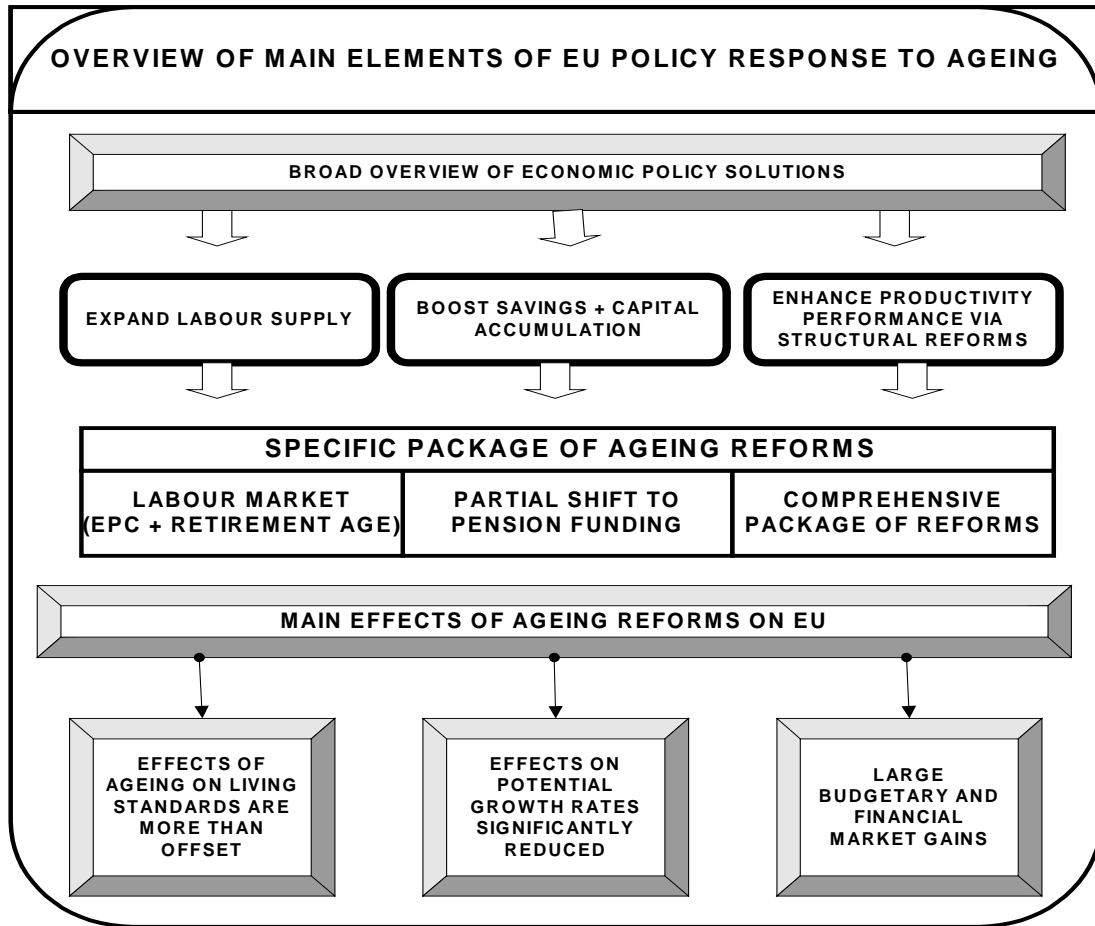 OVERVIEW OF MAIN ELEMENTS OF EU POLICY RESPONSE TO AGEING
BROAD OVERVIEW OF ECONOMIC POLICY SOLUTIONS
EXPAND LABOUR SUPPLY
BOOST SAVINGS + CAPITAL
ACCUMULATION
ENHANCE PRODUCTIVITY
PERFORMANCE VIA
STRUCTURAL REFORMS
SPECIFIC PACKAGE OF AGEING REFORMS
LABOUR MARKET
(EPC + RETIREMENT AGE)
PARTIAL SHIFT TO
PENSION FUNDING
COMPREHENSIVE
PACKAGE OF REFORMS
MAIN EFFECTS OF AGEING REFORMS ON EU
EFFECTS OF
AGEING ON LIVING
STANDARDS ARE
MORE THAN
OFFSET
EFFECTS ON
POTENTIAL
GROWTH RATES
SIGNIFICANTLY
REDUCED
LARGE
BUDGETARY AND
FINANCIAL
MARKET GAINS